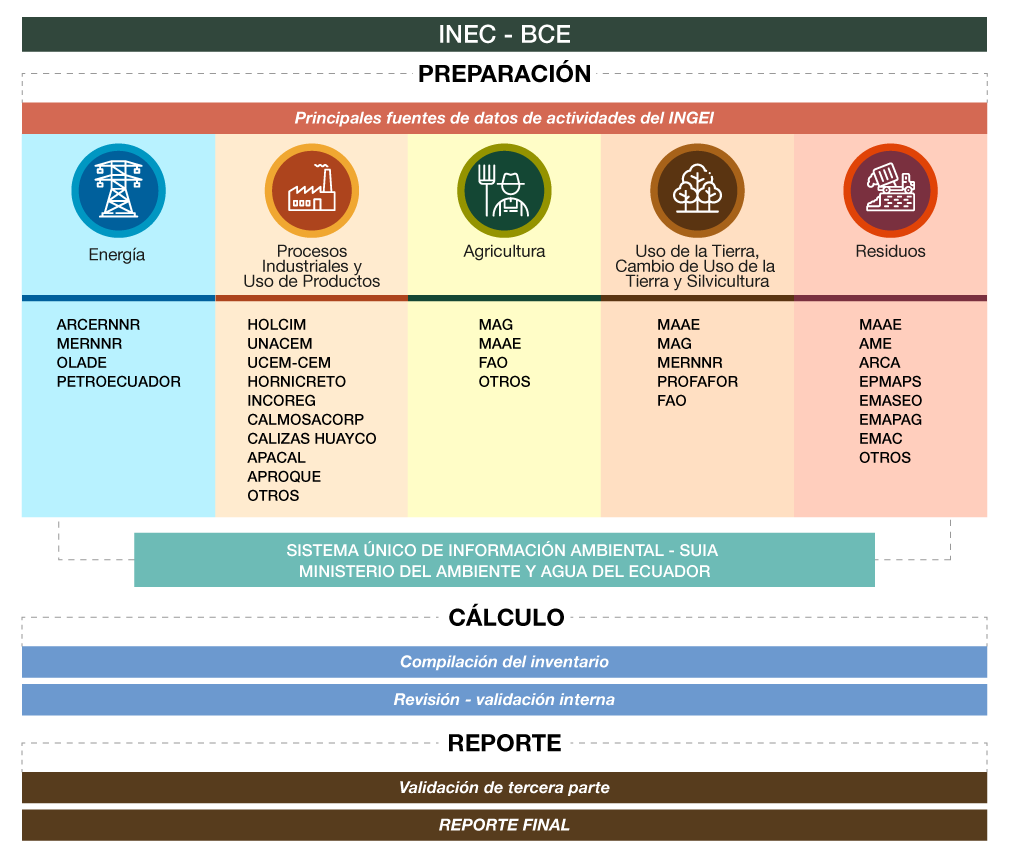 INEC - BCE
PREPARACIÓN
Principales fuentes de datos de actividades del INGEI
Energía
Procesos
Industriales y
Uso de Productos
Agricultura
Uso de la Tierra,
Cambio de Uso de la
Tierra y Silvicultura
Residuos
ARCERNNR
MERNNR
OLADE
PETROECUADOR
HOLCIM
UNACEM
UCEM-CEM
HORNICRETO
INCOREG
CALMOSACORP
CALIZAS HUAYCO
APACAL
APROQUE
OTROS
MAG
MAAE
FAO
OTROS
MAAE
MAG
MERNNR
PROFAFOR
FAO
MAAE
AME
ARCA
EPMAPS
EMASEO
EMAPAG
EMAC
OTROS
SISTEMA ÚNICO DE INFORMACIÓN AMBIENTAL - SUIA
MINISTERIO DEL AMBIENTE Y AGUA DEL ECUADOR
CÁLCULO
Compilación del inventario
Revisión - validación interna
REPORTE
Validación de tercera parte
REPORTE FINAL